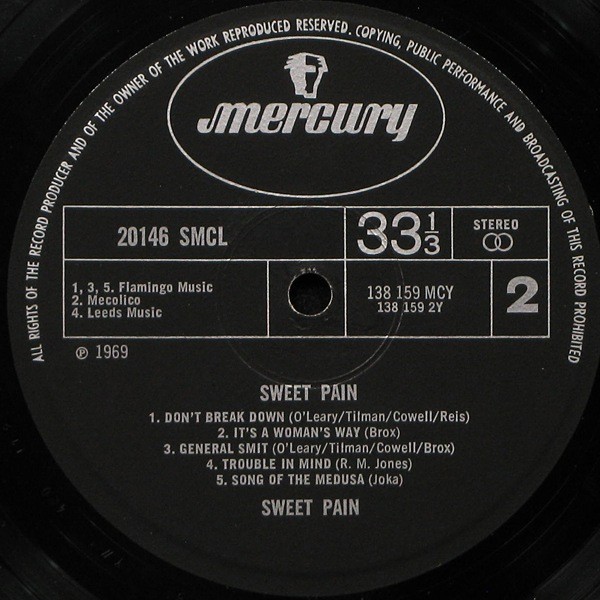 ALL RIGHTS OF THE RECORD PRODUCER AND OF THE OWNER OF THE WORK REPRODUCED RESERVED. COPYING, PUBLIC PERFORMANCE AND BROADCASTING OF THIS RECORD PROHIBITED
mercury
20146 SMCL
33 1/3
STEREO
1, 3, 5. Flamingo Music
2. Mecolico
4. Leeds Music
138 159 MCY
138 159 2Y
2
℗ 1969
SWEET PAIN
1. DON'T BREAK DOWN (O'Leary/Tilman/Cowell/Reis)
2. IT'S A WOMAN'S WAY (Brox)
3. GENERAL SMIT (O'Leary/Tilman/Cowell/Brox)
4. TROUBLE IN MIND (R. M. Jones)
5. SONG OF THE MEDUSA (Joka)
SWEET PAIN